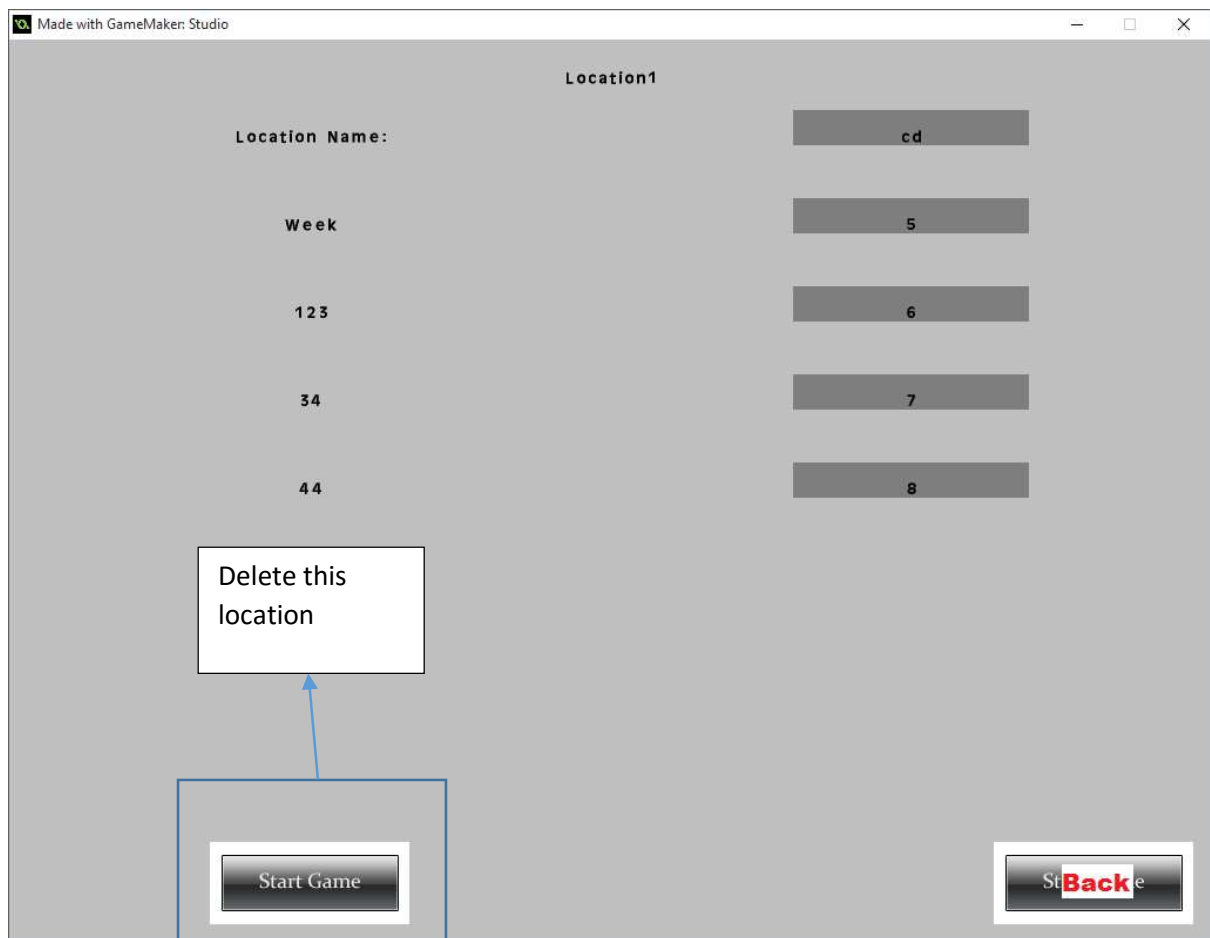 Made with GameMaker: Studio
Location1
Location Name:
cd
Week
5
123
6
34
7
44
8
Delete this
location
Start Game
Back